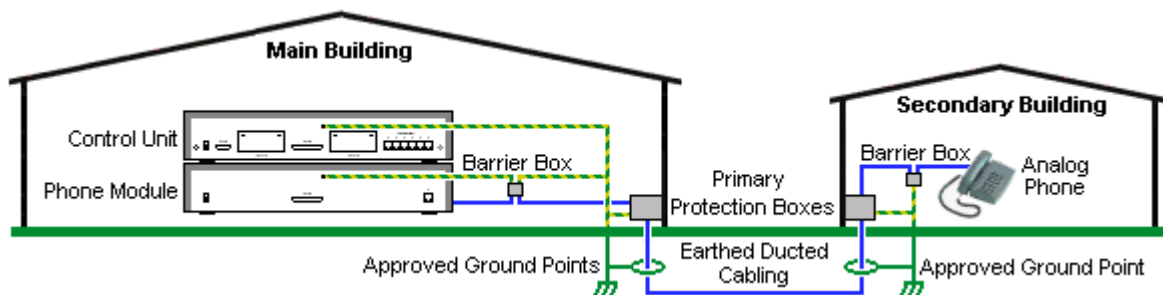 Main Building
Secondary Building
Control Unit
Barrier Box
Barrier Box
Analog
Phone
Phone Module
Primary
Protection Boxes
Earthed Ducted
Cabling
Approved Ground Points
Approved Ground Point